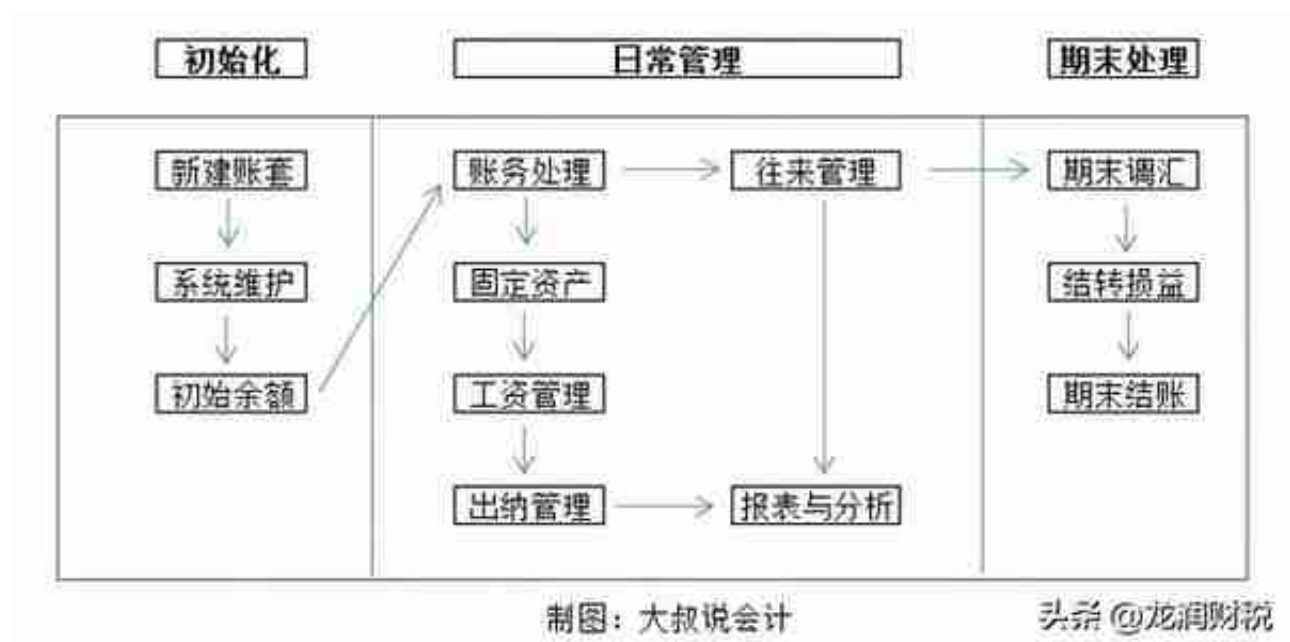 初始化
日常管理
期末处理
新建账套
账务处理
往来管理
期末调汇
系统维护
固定资产
结转损益
初始余额
工资管理
期末结账
出纳管理
报表与分析
制图：大叔说会计
头条 @龙润财税